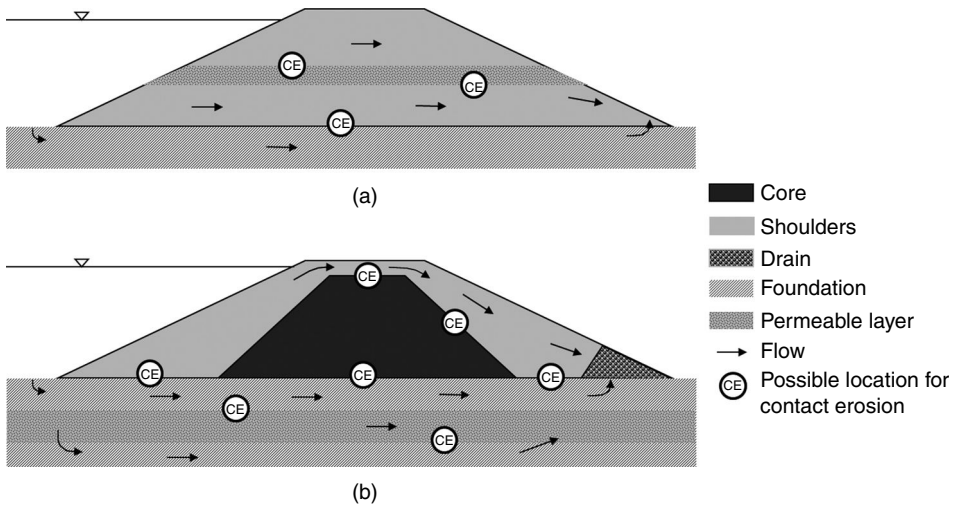 CE
CE
CE
(a)
CE
CE
CE
CE
CE
CE
CE
(b)
Core
Shoulders
Drain
Foundation
Permeable layer
Flow
CE Possible location for
contact erosion